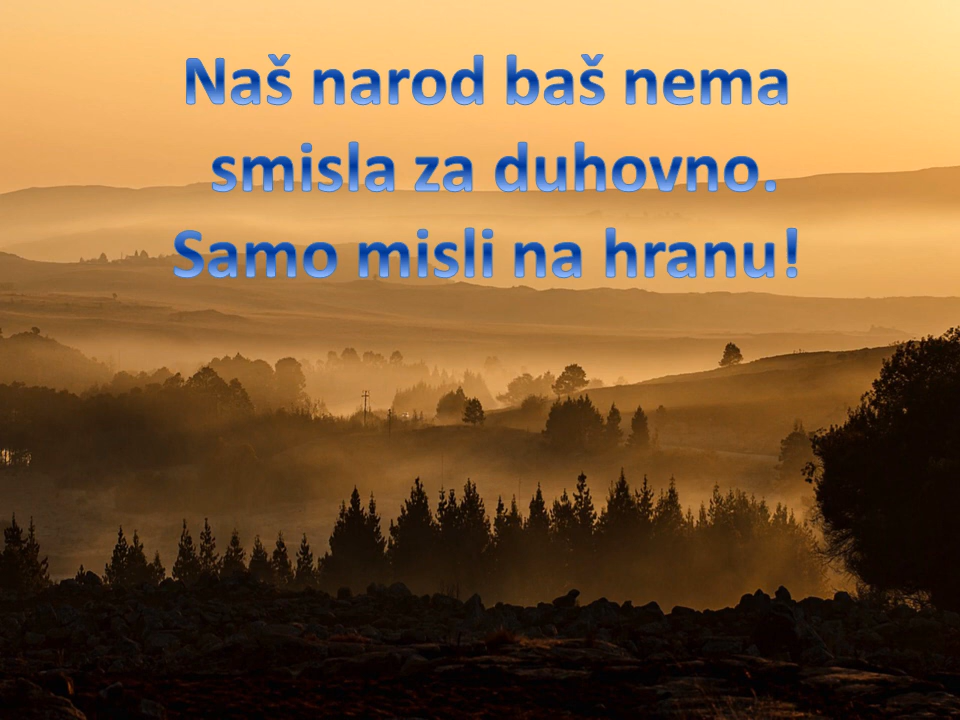 Naš narod baš nema
smisla za duhovno.
Samo misli na hranu!